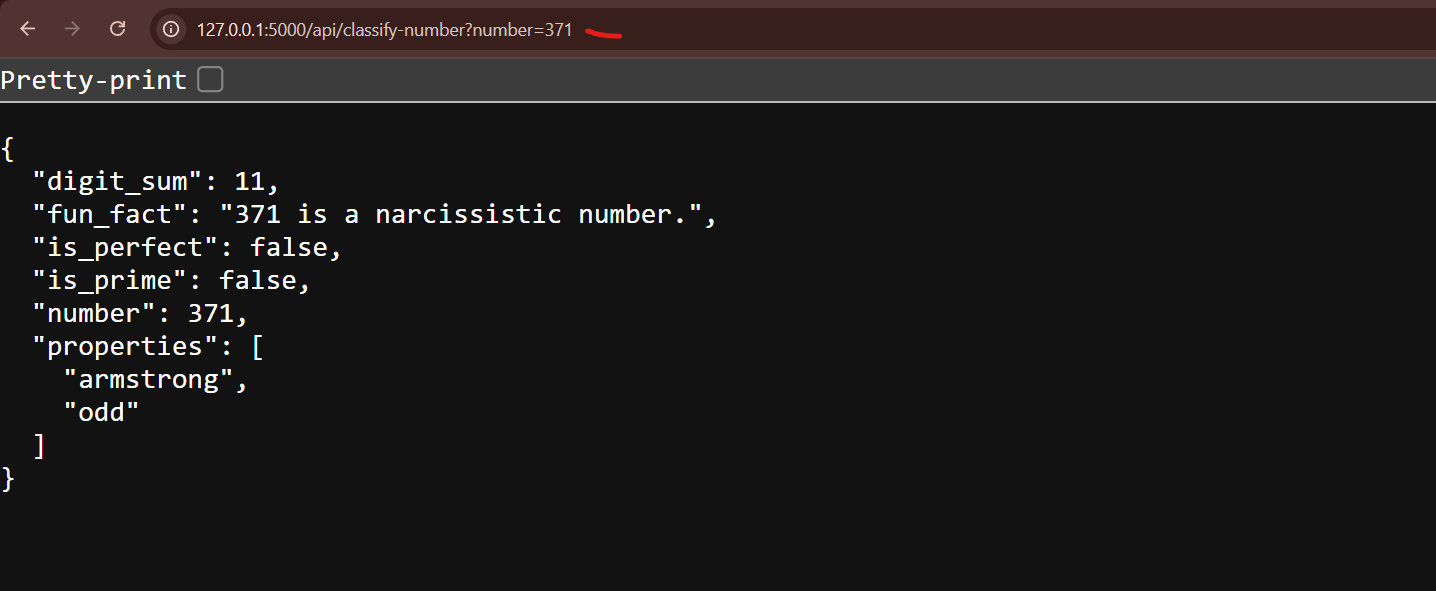 127.0.0.1:5000/api/classify-number?number=371
Pretty-print
{
  "digit_sum": 11,
  "fun_fact": "371 is a narcissistic number.",
  "is_perfect": false,
  "is_prime": false,
  "number": 371,
  "properties": [
    "armstrong",
    "odd"
  ]
}